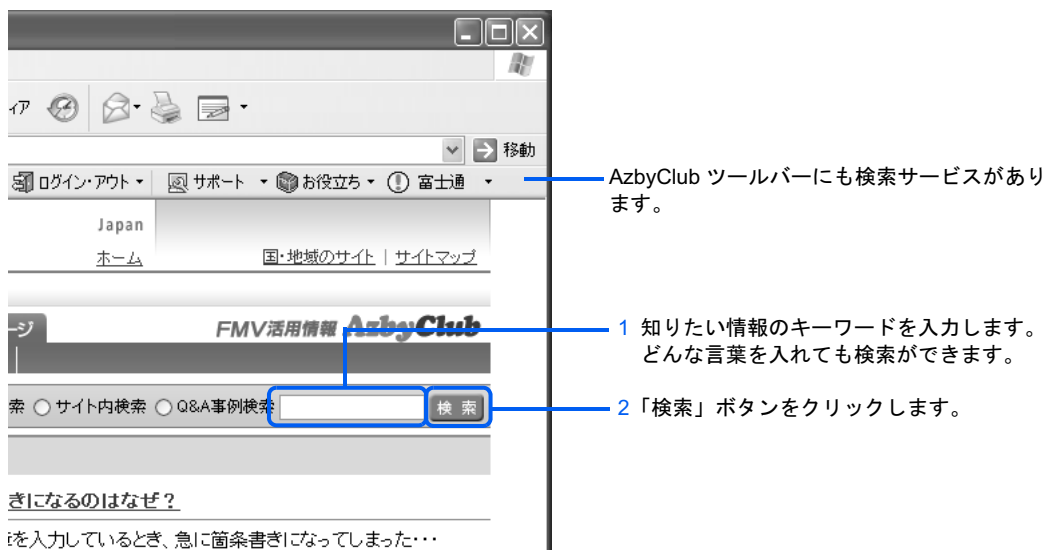 ィア
移動
ログイン・アウト サポート お役立ち 富士通
AzbyClub ツールバーにも検索サービスがあり
ます。
Japan
ホーム 国・地域のサイト | サイトマップ
ージ FMV活用情報 AzbyClub
1 知りたい情報のキーワードを入力します。
どんな言葉を入れても検索ができます。
索 サイト内検索 Q&A事例検索 検 索
2「検索」ボタンをクリックします。
きになるのはなぜ？
を入力しているとき、急に箇条書きになってしまった・・・